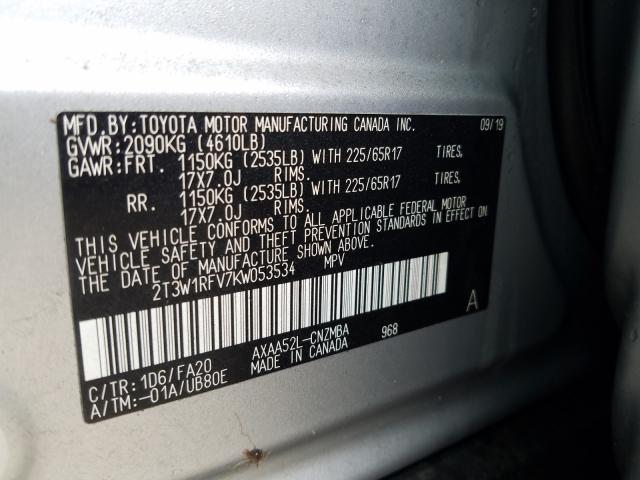 MFD.BY:TOYOTA MOTOR MANUFACTURING CANADA INC. 09/19
GVWR:2090KG (4610LB)
GAWR:FRT. 1150KG (2535LB) WITH 225/65R17 TIRES,
17X7.0J RIMS.
RR. 1150KG (2535LB) WITH 225/65R17 TIRES,
17X7.0J RIMS.
THIS VEHICLE CONFORMS TO ALL APPLICABLE FEDERAL MOTOR
VEHICLE SAFETY AND THEFT PREVENTION STANDARDS IN EFFECT ON
THE DATE OF MANUFACTURE SHOWN ABOVE.
2T3W1RFV7KW053534 MPV
A
AXAA52L-CNZMBA 968
C/TR:1D6/FA20 MADE IN CANADA
A/TM:-01A/UB80E